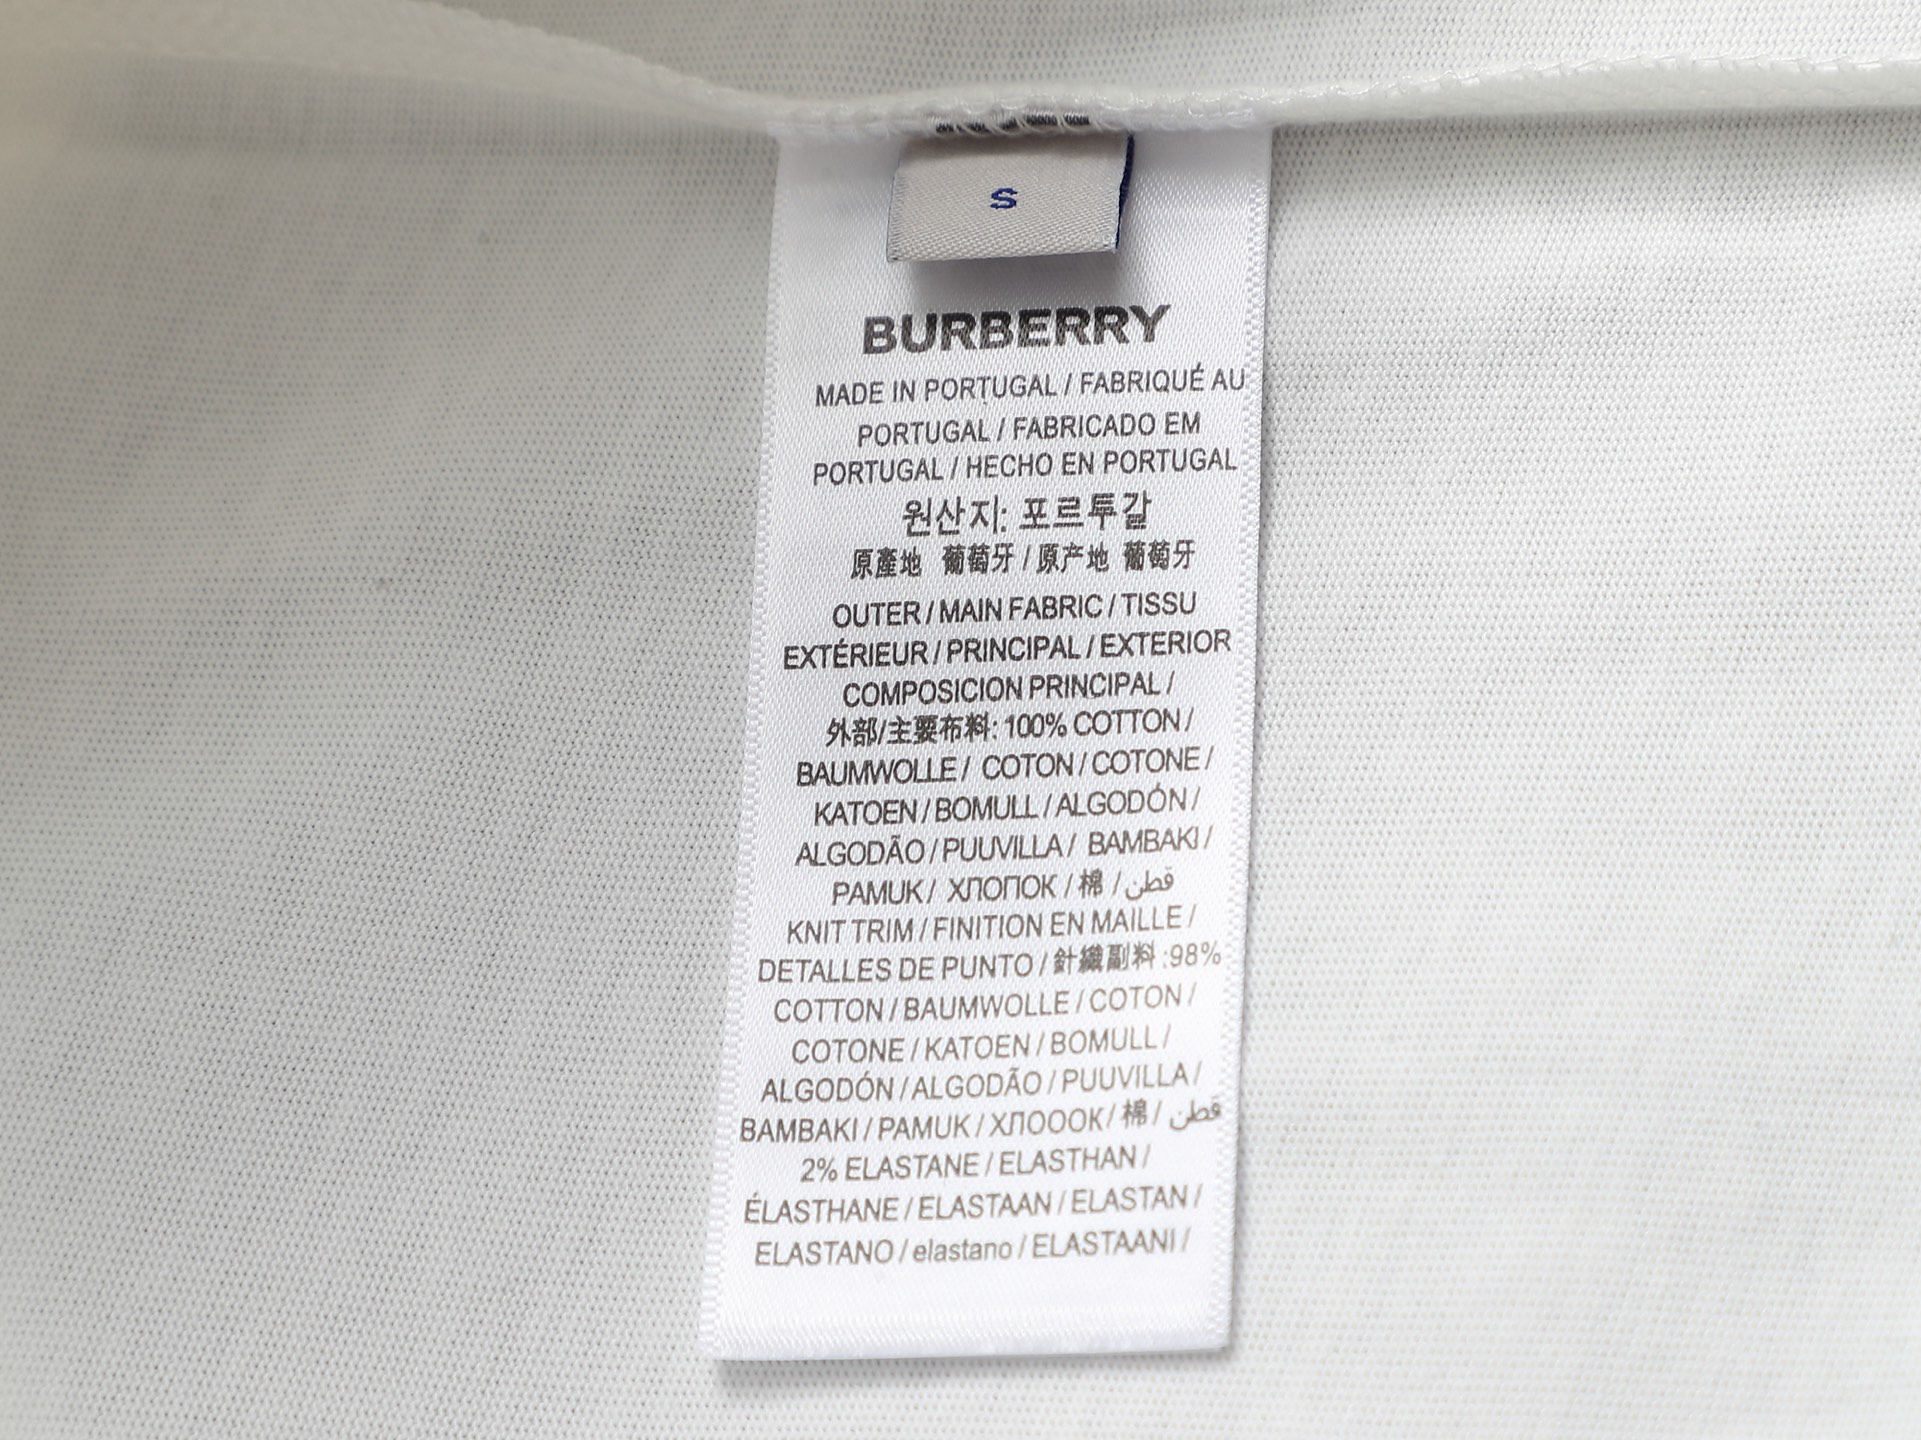 S
BURBERRY
MADE IN PORTUGAL / FABRIQUÉ AU
PORTUGAL / FABRICADO EM
PORTUGAL / HECHO EN PORTUGAL
원산지: 포르투갈
原產地 葡萄牙 / 原产地 葡萄牙
OUTER / MAIN FABRIC / TISSU
EXTÉRIEUR / PRINCIPAL / EXTERIOR
COMPOSICION PRINCIPAL /
外部/主要布料: 100% COTTON /
BAUMWOLLE / COTON / COTONE /
KATOEN / BOMULL / ALGODÓN /
ALGODÃO / PUUVILLA / BAMBAKI /
PAMUK / ХЛОПОК / 棉 / قطن
KNIT TRIM / FINITION EN MAILLE /
DETALLES DE PUNTO / 針織副料 :98%
COTTON / BAUMWOLLE / COTON /
COTONE / KATOEN / BOMULL /
ALGODÓN / ALGODÃO / PUUVILLA /
BAMBAKI / PAMUK / ХЛОООК / 棉 / قطن
2% ELASTANE / ELASTHAN /
ÉLASTHANE / ELASTAAN / ELASTAN /
ELASTANO / elastano / ELASTAANI /